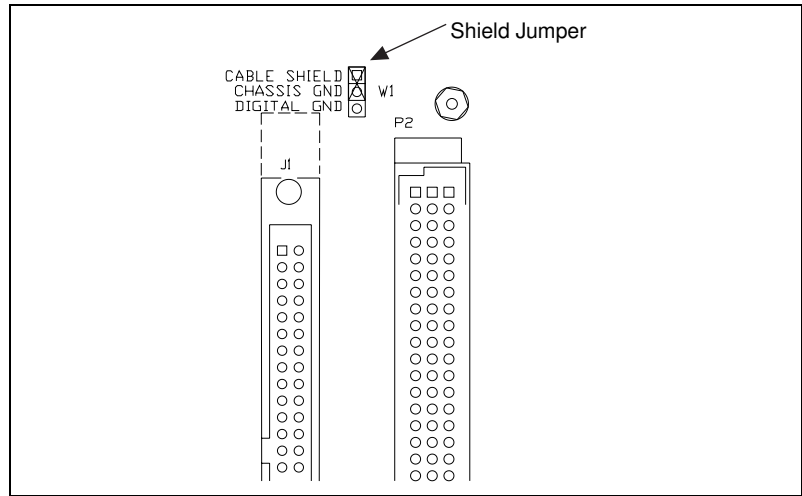 Shield Jumper
CABLE SHIELD
CHASSIS GND W1
DIGITAL GND
P2
J1